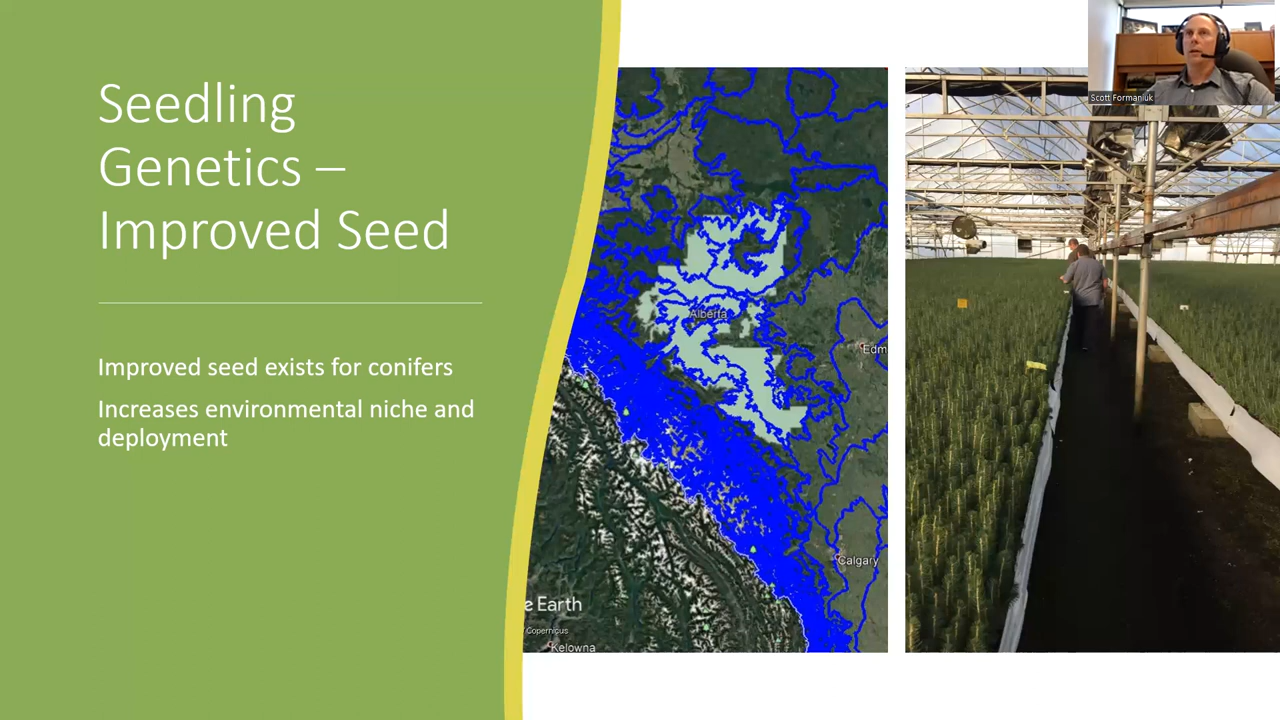 Seedling
Genetics –
Improved Seed
Improved seed exists for conifers
Increases environmental niche and
deployment
Scott Formaniuk
Alberta
Edm
Calgary
e Earth
Copernicus
Kelowna